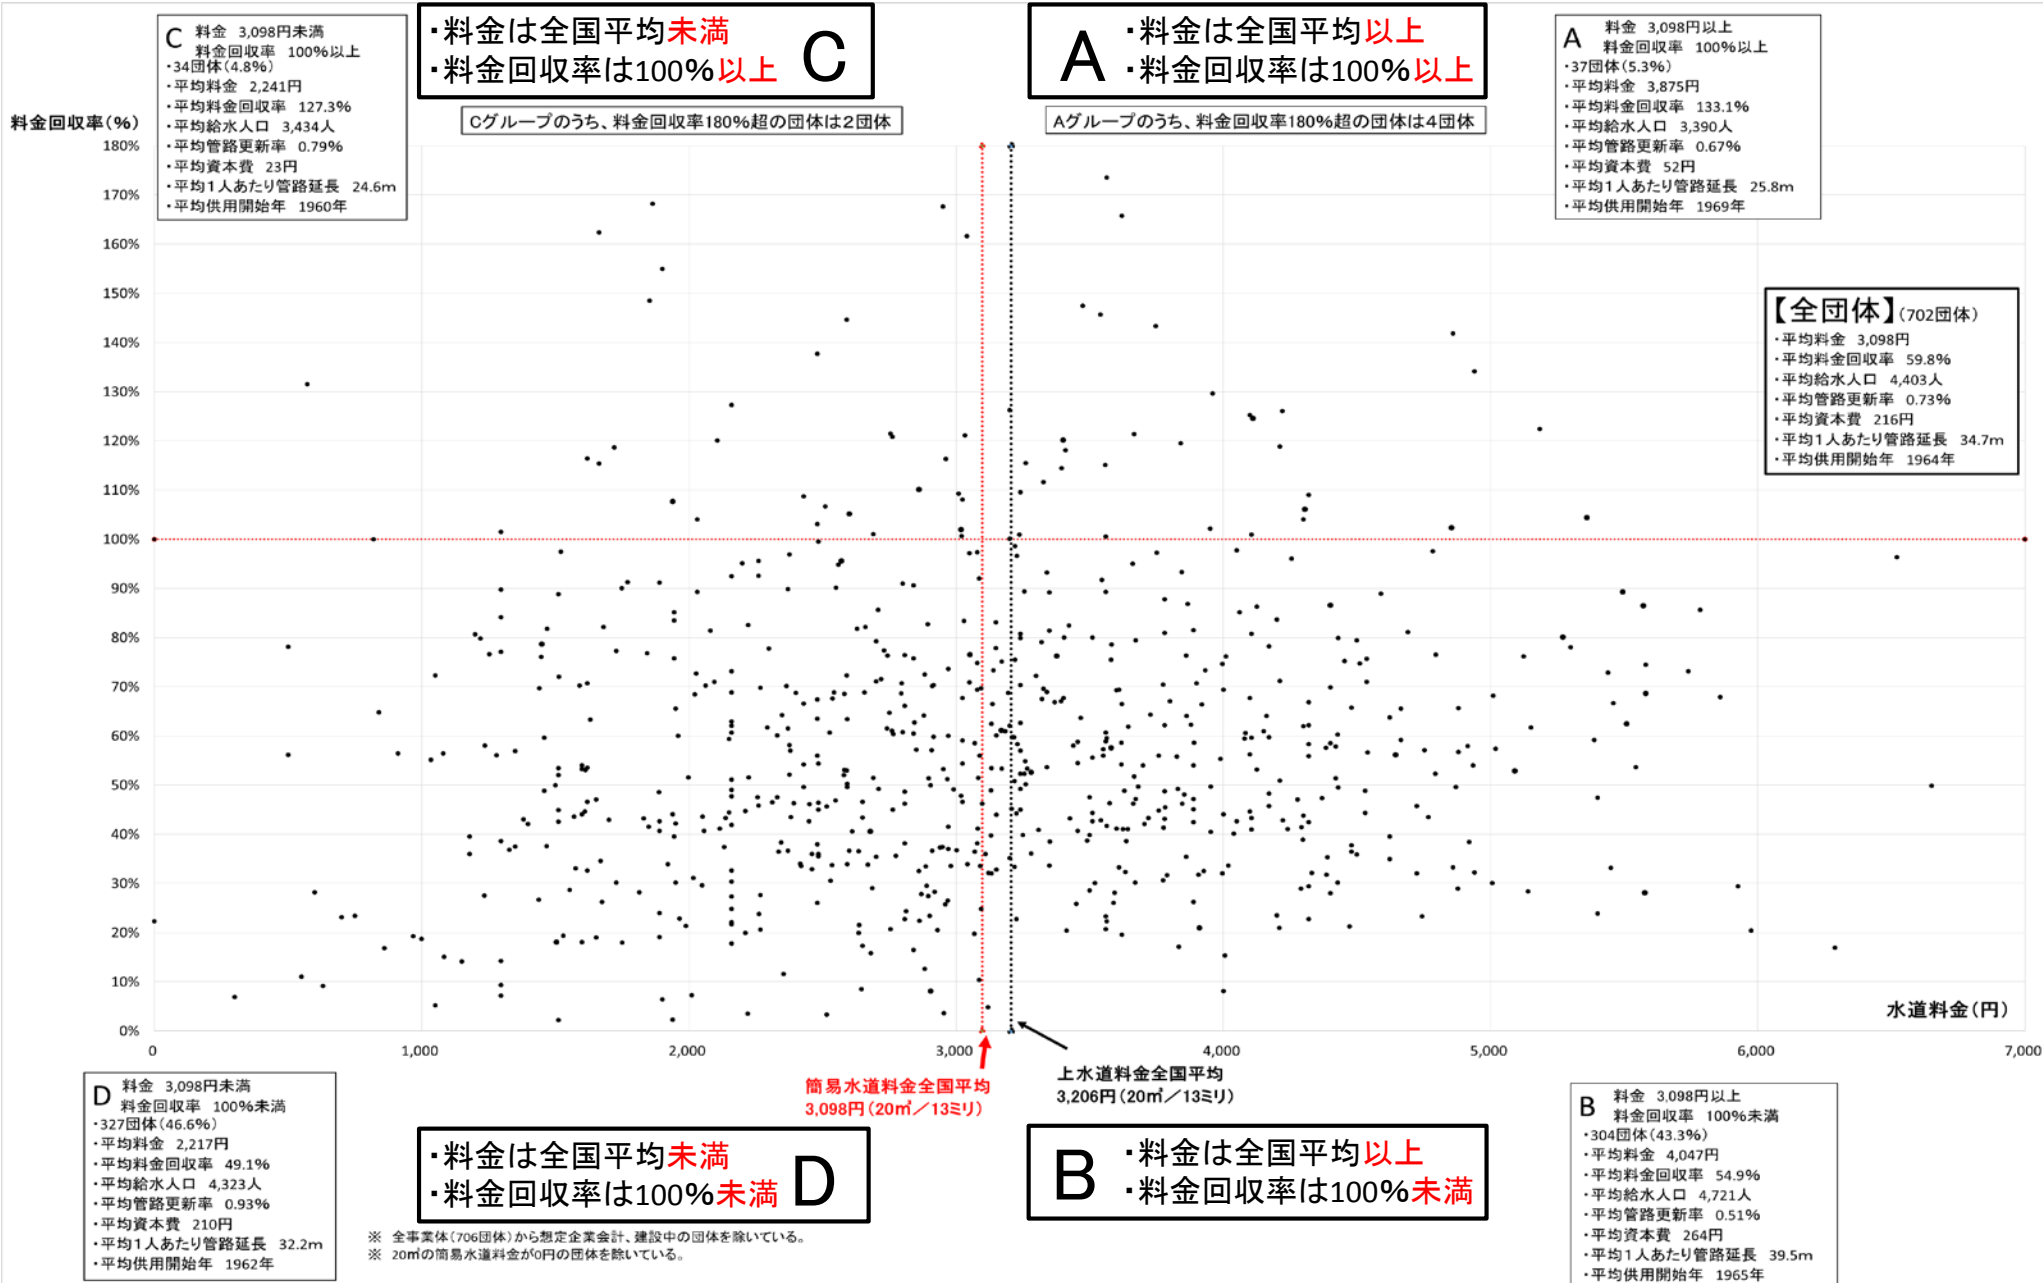 C 料金 3,098円未満
料金回収率 100%以上
・34団体(4.8%)
・平均料金 2,241円
・平均料金回収率 127.3%
・平均給水人口 3,434人
・平均管路更新率 0.79%
・平均資本費 23円
・平均1人あたり管路延長 24.6m
・平均供用開始年 1960年
・料金は全国平均未満
・料金回収率は100%以上 C
Cグループのうち、料金回収率180%超の団体は2団体
A ・料金は全国平均以上
・料金回収率は100%以上
Aグループのうち、料金回収率180%超の団体は4団体
A 料金 3,098円以上
料金回収率 100%以上
・37団体(5.3%)
・平均料金 3,875円
・平均料金回収率 133.1%
・平均給水人口 3,390人
・平均管路更新率 0.67%
・平均資本費 52円
・平均1人あたり管路延長 25.8m
・平均供用開始年 1969年
【全団体】(702団体)
・平均料金 3,098円
・平均料金回収率 59.8%
・平均給水人口 4,403人
・平均管路更新率 0.73%
・平均資本費 216円
・平均1人あたり管路延長 34.7m
・平均供用開始年 1964年
料金回収率(%)
180%
170%
160%
150%
140%
130%
120%
110%
100%
90%
80%
70%
60%
50%
40%
30%
20%
10%
0%
水道料金(円)
0 1,000 2,000 3,000 4,000 5,000 6,000 7,000
簡易水道料金全国平均
3,098円(20㎥/13ミリ)
上水道料金全国平均
3,206円(20㎥/13ミリ)
D 料金 3,098円未満
料金回収率 100%未満
・327団体(46.6%)
・平均料金 2,217円
・平均料金回収率 49.1%
・平均給水人口 4,323人
・平均管路更新率 0.93%
・平均資本費 210円
・平均1人あたり管路延長 32.2m
・平均供用開始年 1962年
・料金は全国平均未満
・料金回収率は100%未満 D
※ 全事業体(706団体)から想定企業会計、建設中の団体を除いている。
※ 20㎥の簡易水道料金が0円の団体を除いている。
B ・料金は全国平均以上
・料金回収率は100%未満
B 料金 3,098円以上
料金回収率 100%未満
・304団体(43.3%)
・平均料金 4,047円
・平均料金回収率 54.9%
・平均給水人口 4,721人
・平均管路更新率 0.51%
・平均資本費 264円
・平均1人あたり管路延長 39.5m
・平均供用開始年 1965年